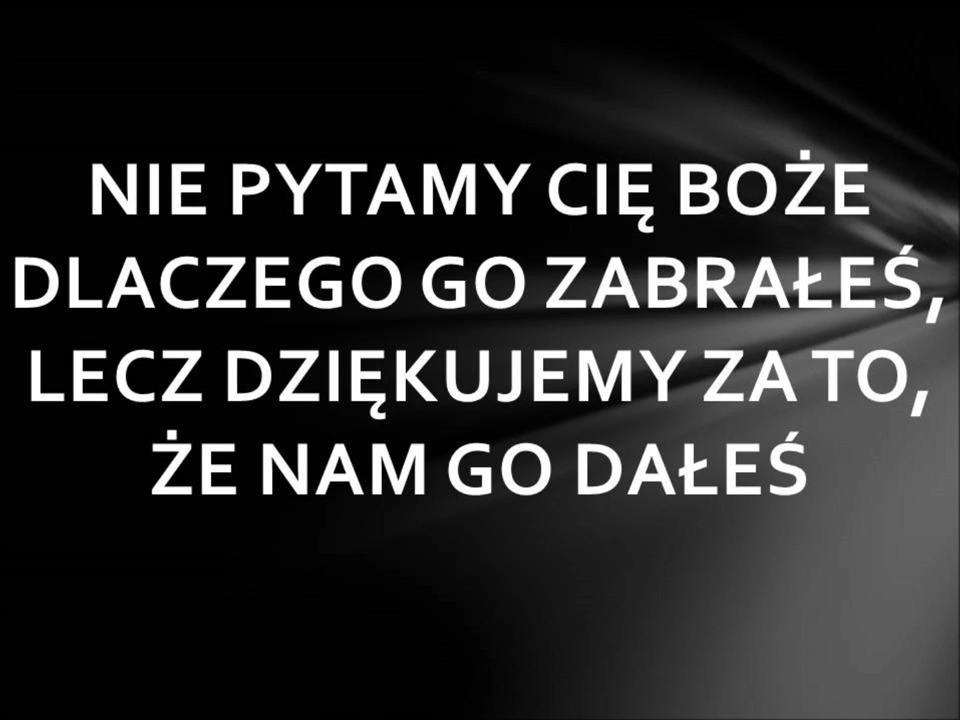 NIE PYTAMY CIĘ BOŻE
DLACZEGO GO ZABRAŁEŚ,
LECZ DZIĘKUJEMY ZA TO,
ŻE NAM GO DAŁEŚ